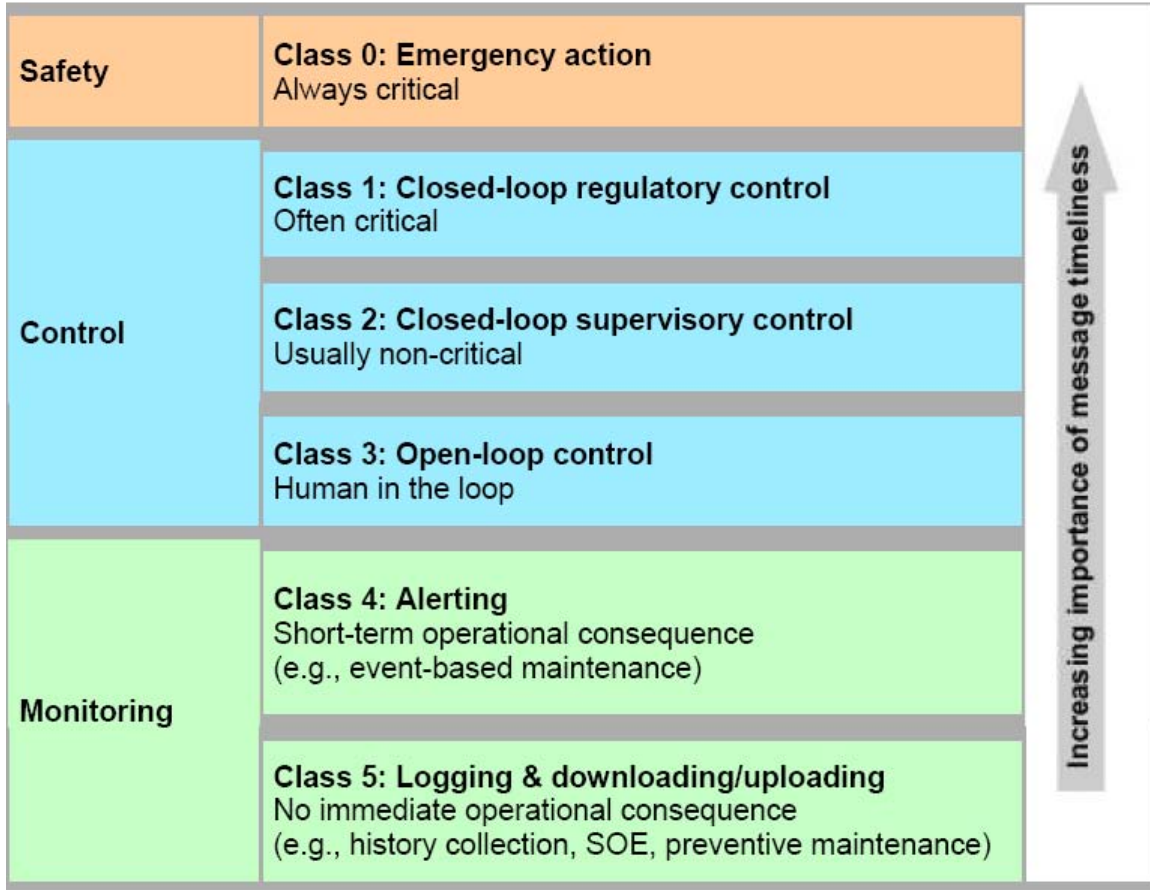 Safety
Class 0: Emergency action
Always critical
Control
Class 1: Closed-loop regulatory control
Often critical
Class 2: Closed-loop supervisory control
Usually non-critical
Class 3: Open-loop control
Human in the loop
Monitoring
Class 4: Alerting
Short-term operational consequence
(e.g., event-based maintenance)
Class 5: Logging & downloading/uploading
No immediate operational consequence
(e.g., history collection, SOE, preventive maintenance)
Increasing importance of message timeliness